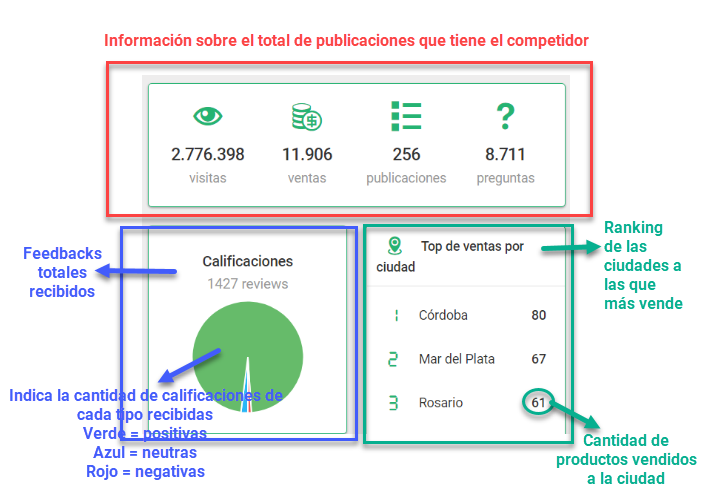 Información sobre el total de publicaciones que tiene el competidor
2.776.398
visitas
11.906
ventas
256
publicaciones
8.711
preguntas
Feedbacks
totales
recibidos
Calificaciones
1427 reviews
Indica la cantidad de calificaciones de
cada tipo recibidas
Verde = positivas
Azul = neutras
Rojo = negativas
Top de ventas por
ciudad
1 Córdoba 80
2 Mar del Plata 67
3 Rosario 61
Ranking
de las
ciudades a
las que
más vende
Cantidad de
productos vendidos
a la ciudad